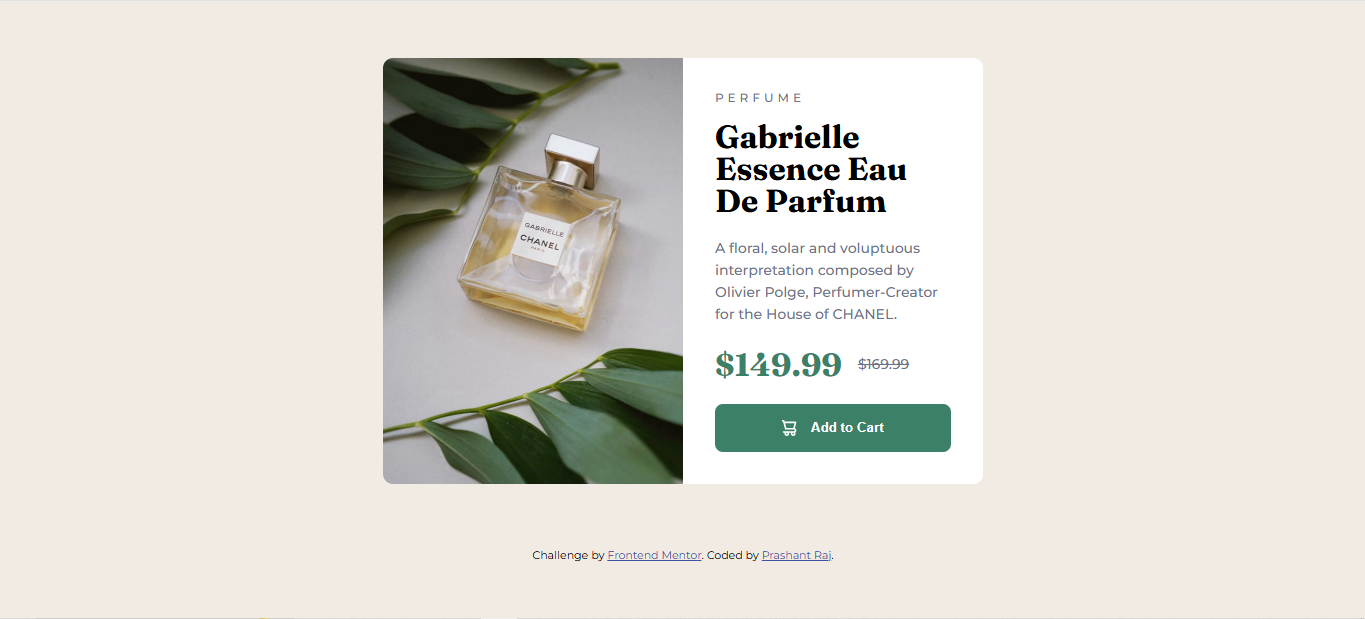 GABRIELLE
CHANEL
PARIS
PERFUME
Gabrielle
Essence Eau
De Parfum
A floral, solar and voluptuous
interpretation composed by
Olivier Polge, Perfumer-Creator
for the House of CHANEL.
$149.99 $169.99
Add to Cart
Challenge by Frontend Mentor. Coded by Prashant Raj.